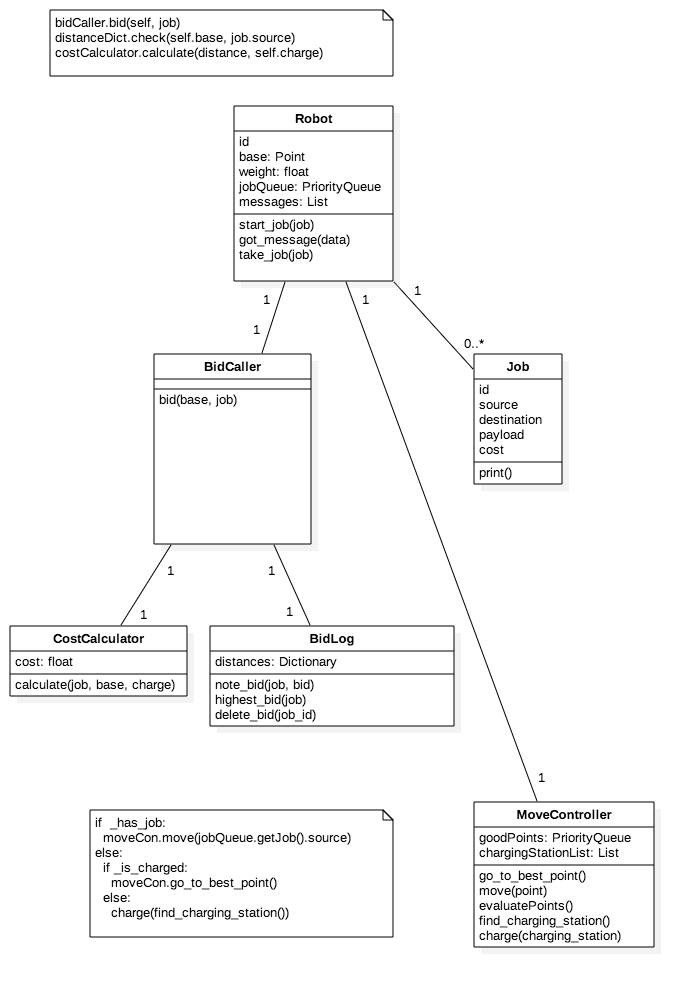 bidCaller.bid(self, job)
distanceDict.check(self.base, job.source)
costCalculator.calculate(distance, self.charge)
Robot
id
base: Point
weight: float
jobQueue: PriorityQueue
messages: List
start_job(job)
got_message(data)
take_job(job)
1
1
1
1
0..*
BidCaller
bid(base, job)
Job
id
source
destination
payload
cost
print()
1
1
1
1
CostCalculator
cost: float
calculate(job, base, charge)
BidLog
distances: Dictionary
note_bid(job, bid)
highest_bid(job)
delete_bid(job_id)
1
MoveController
goodPoints: PriorityQueue
chargingStationList: List
go_to_best_point()
move(point)
evaluatePoints()
find_charging_station()
charge(charging_station)
if  _has_job:
  moveCon.move(jobQueue.getJob().source)
else:
  if _is_charged:
    moveCon.go_to_best_point()
  else:
    charge(find_charging_station())